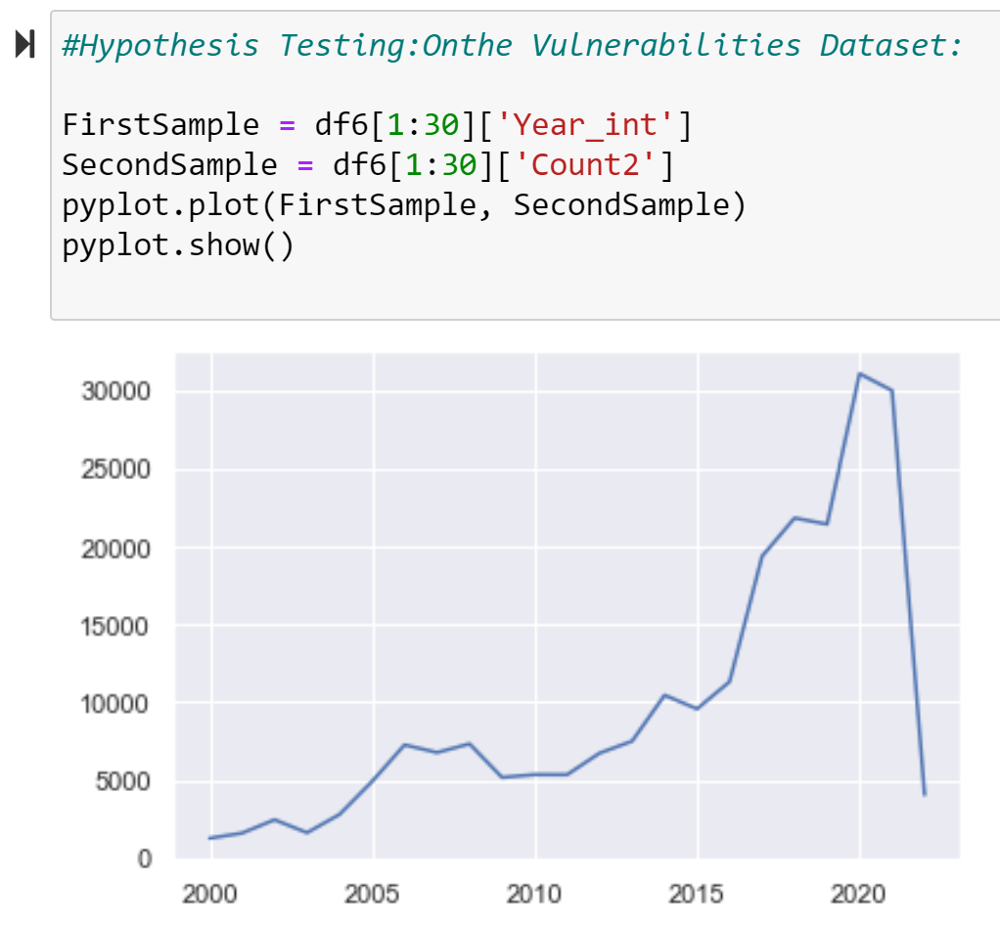 #Hypothesis Testing:Onthe Vulnerabilities Dataset:
FirstSample = df6[1:30]['Year_int']
SecondSample = df6[1:30]['Count2']
pyplot.plot(FirstSample, SecondSample)
pyplot.show()
30000
25000
20000
15000
10000
5000
0
2000 2005 2010 2015 2020